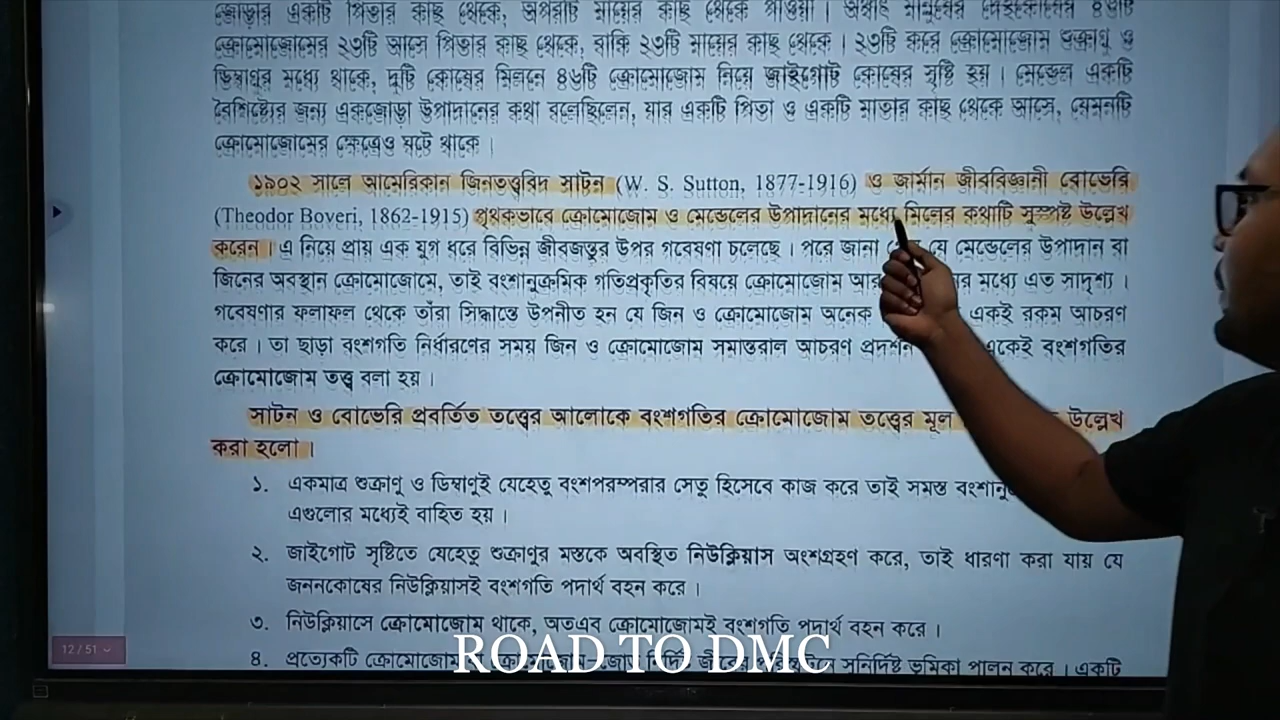 জোড়ার একটি পিতার কাছ থেকে, অপরটি মায়ের কাছ থেকে পাওয়া। অর্থাৎ মানুষের দেহকোষের ৪৬টি
ক্রোমোজোমের ২৩টি আসে পিতার কাছ থেকে, বাকি ২৩টি মায়ের কাছ থেকে। ২৩টি করে ক্রোমোজোম শুক্রাণু ও
ডিম্বাণুর মধ্যে থাকে, দুটি কোষের মিলনে ৪৬টি ক্রোমোজোম নিয়ে জাইগোট কোষের সৃষ্টি হয়। মেন্ডেল একটি
বৈশিষ্ট্যের জন্য একজোড়া উপাদানের কথা বলেছিলেন, যার একটি পিতা ও একটি মাতার কাছ থেকে আসে, যেমনটি
ক্রোমোজোমের ক্ষেত্রেও ঘটে থাকে।
১৯০২ সালে আমেরিকান জিনতত্ত্ববিদ সাটন (W. S. Sutton, 1877-1916) ও জার্মান জীববিজ্ঞানী বোভেরি
(Theodor Boveri, 1862-1915) পৃথকভাবে ক্রোমোজোম ও মেন্ডেলের উপাদানের মধ্যে মিলের কথাটি সুস্পষ্ট উল্লেখ
করেন। এ নিয়ে প্রায় এক যুগ ধরে বিভিন্ন জীবজন্তুর উপর গবেষণা চলেছে। পরে জানা যে মেন্ডেলের উপাদান বা
জিনের অবস্থান ক্রোমোজোমে, তাই বংশানুক্রমিক গতিপ্রকৃতির বিষয়ে ক্রোমোজোম আর মধ্যে এত সাদৃশ্য।
গবেষণার ফলাফল থেকে তাঁরা সিদ্ধান্তে উপনীত হন যে জিন ও ক্রোমোজোম অনেক একই রকম আচরণ
করে। তা ছাড়া বংশগতি নির্ধারণের সময় জিন ও ক্রোমোজোম সমান্তরাল আচরণ একেই বংশগতির
ক্রোমোজোম তত্ত্ব বলা হয়।
সাটন ও বোভেরি প্রবর্তিত তত্ত্বের আলোকে বংশগতির ক্রোমোজোম তত্ত্বের মূল উল্লেখ
করা হলো।
১. একমাত্র শুক্রাণু ও ডিম্বাণুই যেহেতু বংশপরম্পরার সেতু হিসেবে কাজ করে তাই সমস্ত
এগুলোর মধ্যেই বাহিত হয়।
২. জাইগোট সৃষ্টিতে যেহেতু শুক্রাণুর মস্তকে অবস্থিত নিউক্লিয়াস অংশগ্রহণ করে, তাই ধারণা করা যায় যে
জননকোষের নিউক্লিয়াসই বংশগতি পদার্থ বহন করে।
৩. নিউক্লিয়াসে ক্রোমোজোম থাকে, অতএব ক্রোমোজোমই বংশগতি পদার্থ বহন করে।
৪. প্রত্যেকটি ক্রোমোজোম সুনির্দিষ্ট ভূমিকা পালন করে। একটি
ROAD TO DMC
12 / 51